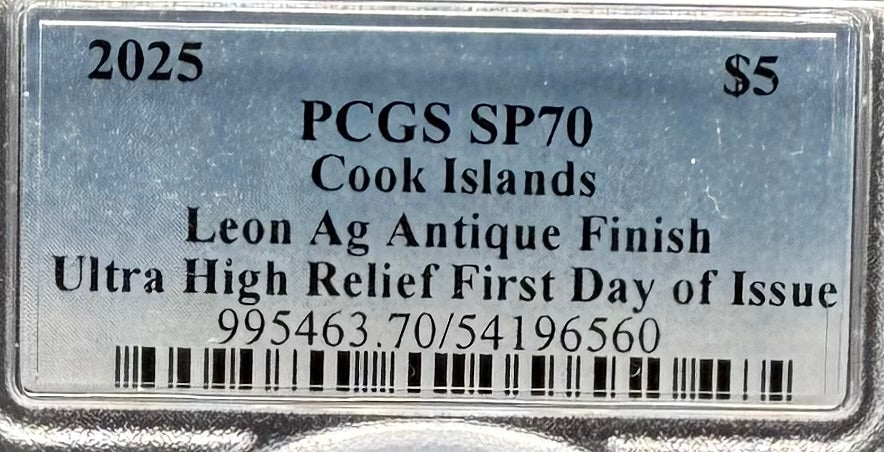 2025 $5
PCGS SP70
Cook Islands
Leon Ag Antique Finish
Ultra High Relief First Day of Issue
995463.70/54196560